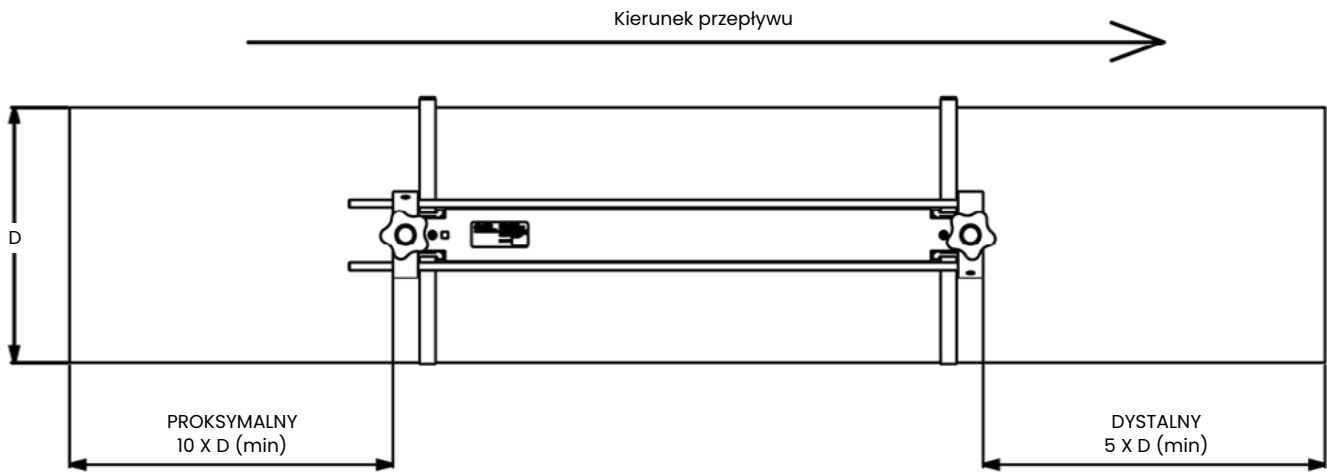 Kierunek przepływu
D
PROKSYMALNY
10 X D (min)
DYSTALNY
5 X D (min)